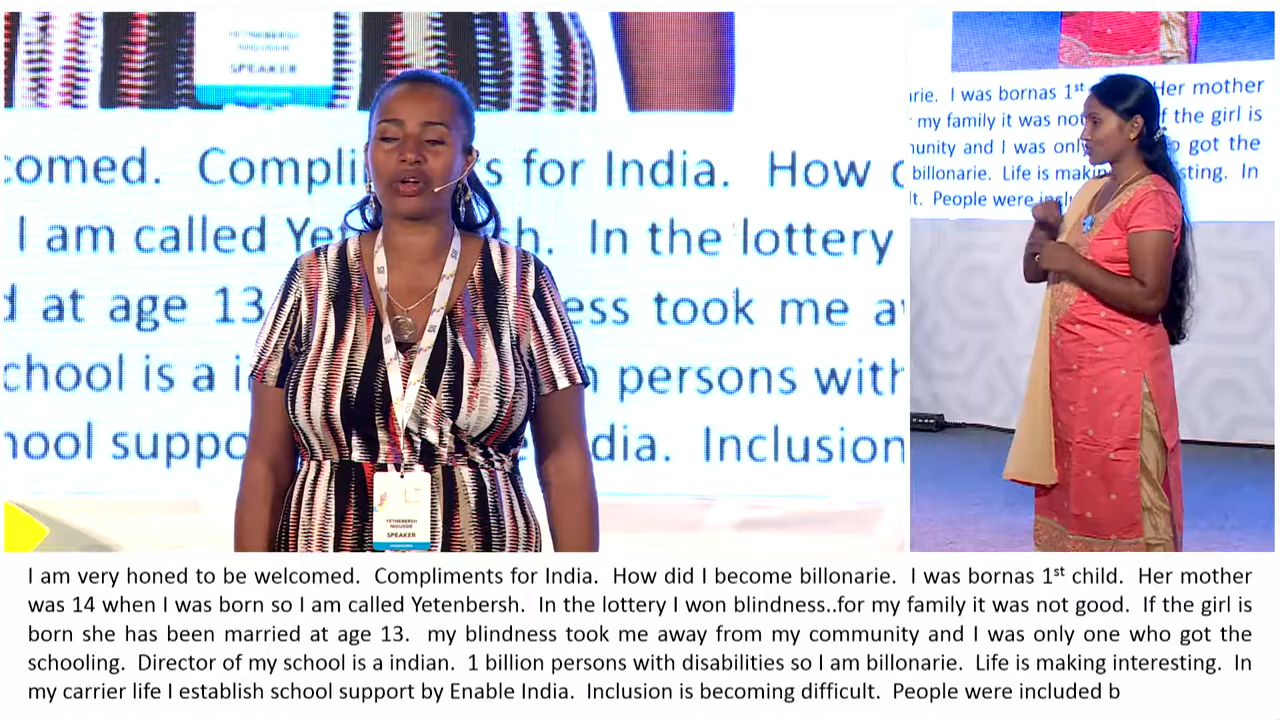 SPEAKER
comed. Compli s for India. How
I am called Yet sh. In the lottery
d at age 13 ess took me a
chool is a i n persons with
hool suppo e dia. Inclusion
YETNEBERSH
NIGUSSIE
SPEAKER
rie. I was bornas 1st Her mother
my family it was not f the girl is
unity and I was only o got the
billonarie. Life is makin sting. In
lt. People were incl
I am very honed to be welcomed. Compliments for India. How did I become billonarie. I was bornas 1st child. Her mother
was 14 when I was born so I am called Yetenbersh. In the lottery I won blindness..for my family it was not good. If the girl is
born she has been married at age 13. my blindness took me away from my community and I was only one who got the
schooling. Director of my school is a indian. 1 billion persons with disabilities so I am billonarie. Life is making interesting. In
my carrier life I establish school support by Enable India. Inclusion is becoming difficult. People were included b